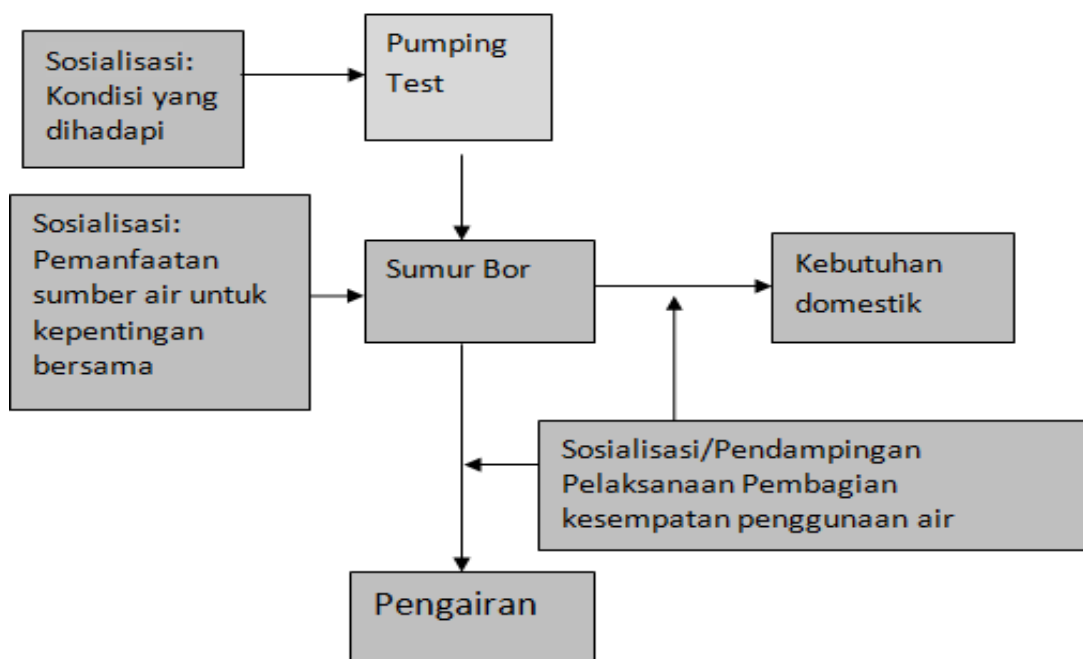 Sosialisasi:
Kondisi yang
dihadapi
Pumping
Test
Sosialisasi:
Pemanfaatan
sumber air untuk
kepentingan
bersama
Sumur Bor
Kebutuhan
domestik
Sosialisasi/Pendampingan
Pelaksanaan Pembagian
kesempatan penggunaan air
Pengairan